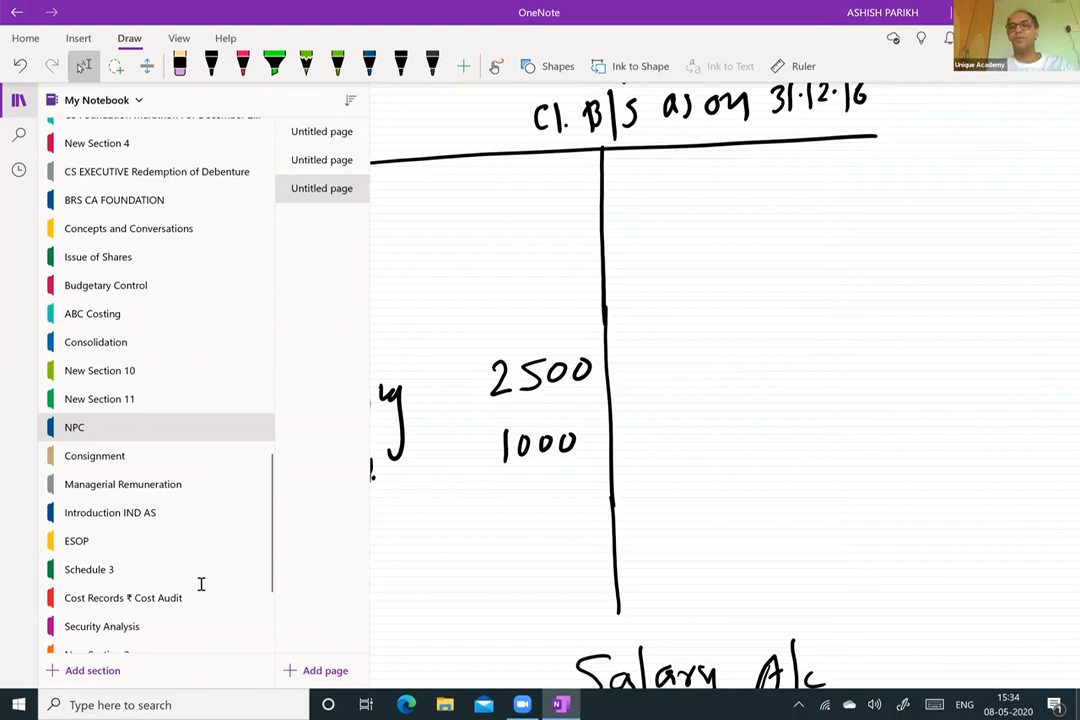 OneNote
ASHISH PARIKH
Home
Insert
Draw
View
Help
Unique Academy
Shapes
Ink to Shape
Ink to Text
Ruler
My Notebook
New Section 4
CS EXECUTIVE Redemption of Debenture
BRS CA FOUNDATION
Concepts and Conversations
Issue of Shares
Budgetary Control
ABC Costing
Consolidation
New Section 10
New Section 11
NPC
Consignment
Managerial Remuneration
Introduction IND AS
ESOP
Schedule 3
Cost Records ₹ Cost Audit
Security Analysis
Add section
Untitled page
Untitled page
Untitled page
Add page
Cl. B/S as on 31.12.16
2500
1000
Salary A/c
Type here to search
ENG
15:34
08-05-2020